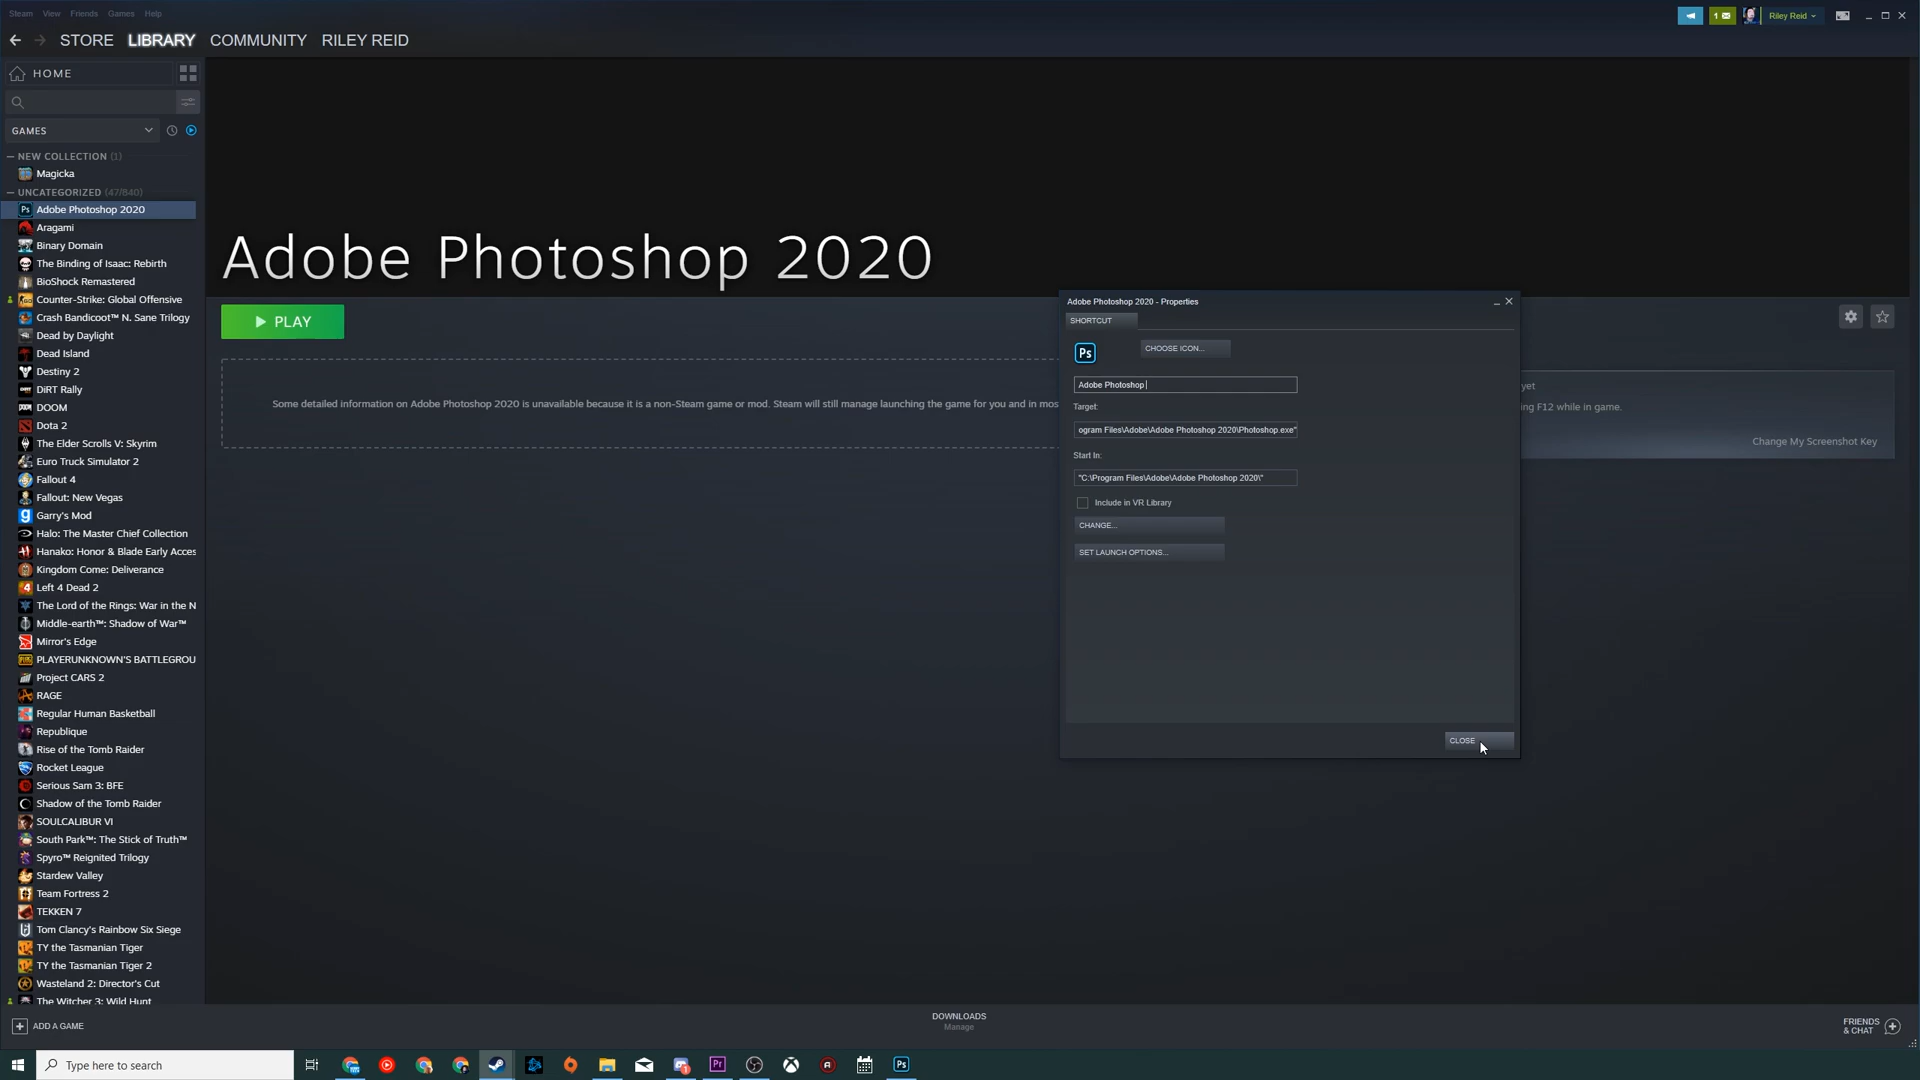 Steam View Friends Games Help
1
Riley Reid
STORE LIBRARY COMMUNITY RILEY REID
HOME
GAMES
NEW COLLECTION (1)
Magicka
UNCATEGORIZED (47/840)
Adobe Photoshop 2020
Aragami
Binary Domain
The Binding of Isaac: Rebirth
BioShock Remastered
Counter-Strike: Global Offensive
Crash Bandicoot™ N. Sane Trilogy
Dead by Daylight
Dead Island
Destiny 2
DiRT Rally
DOOM
Dota 2
The Elder Scrolls V: Skyrim
Euro Truck Simulator 2
Fallout 4
Fallout: New Vegas
Garry's Mod
Halo: The Master Chief Collection
Hanako: Honor & Blade Early Acces
Kingdom Come: Deliverance
Left 4 Dead 2
The Lord of the Rings: War in the N
Middle-earth™: Shadow of War™
Mirror's Edge
PLAYERUNKNOWN'S BATTLEGROU
Project CARS 2
RAGE
Regular Human Basketball
Republique
Rise of the Tomb Raider
Rocket League
Serious Sam 3: BFE
Shadow of the Tomb Raider
SOULCALIBUR VI
South Park™: The Stick of Truth™
Spyro™ Reignited Trilogy
Stardew Valley
Team Fortress 2
TEKKEN 7
Tom Clancy's Rainbow Six Siege
TY the Tasmanian Tiger
TY the Tasmanian Tiger 2
Wasteland 2: Director's Cut
The Witcher 3: Wild Hunt
ADD A GAME
Adobe Photoshop 2020
PLAY
Some detailed information on Adobe Photoshop 2020 is unavailable because it is a non-Steam game or mod. Steam will still manage launching the game for you and in mos
Adobe Photoshop 2020 - Properties
SHORTCUT
Ps
CHOOSE ICON...
Adobe Photoshop
Target:
ogram Files\Adobe\Adobe Photoshop 2020\Photoshop.exe"
Start In:
"C:\Program Files\Adobe\Adobe Photoshop 2020\"
Include in VR Library
CHANGE...
SET LAUNCH OPTIONS...
CLOSE
yet
ng F12 while in game.
Change My Screenshot Key
DOWNLOADS
Manage
FRIENDS
& CHAT
Type here to search
Pr
Ps